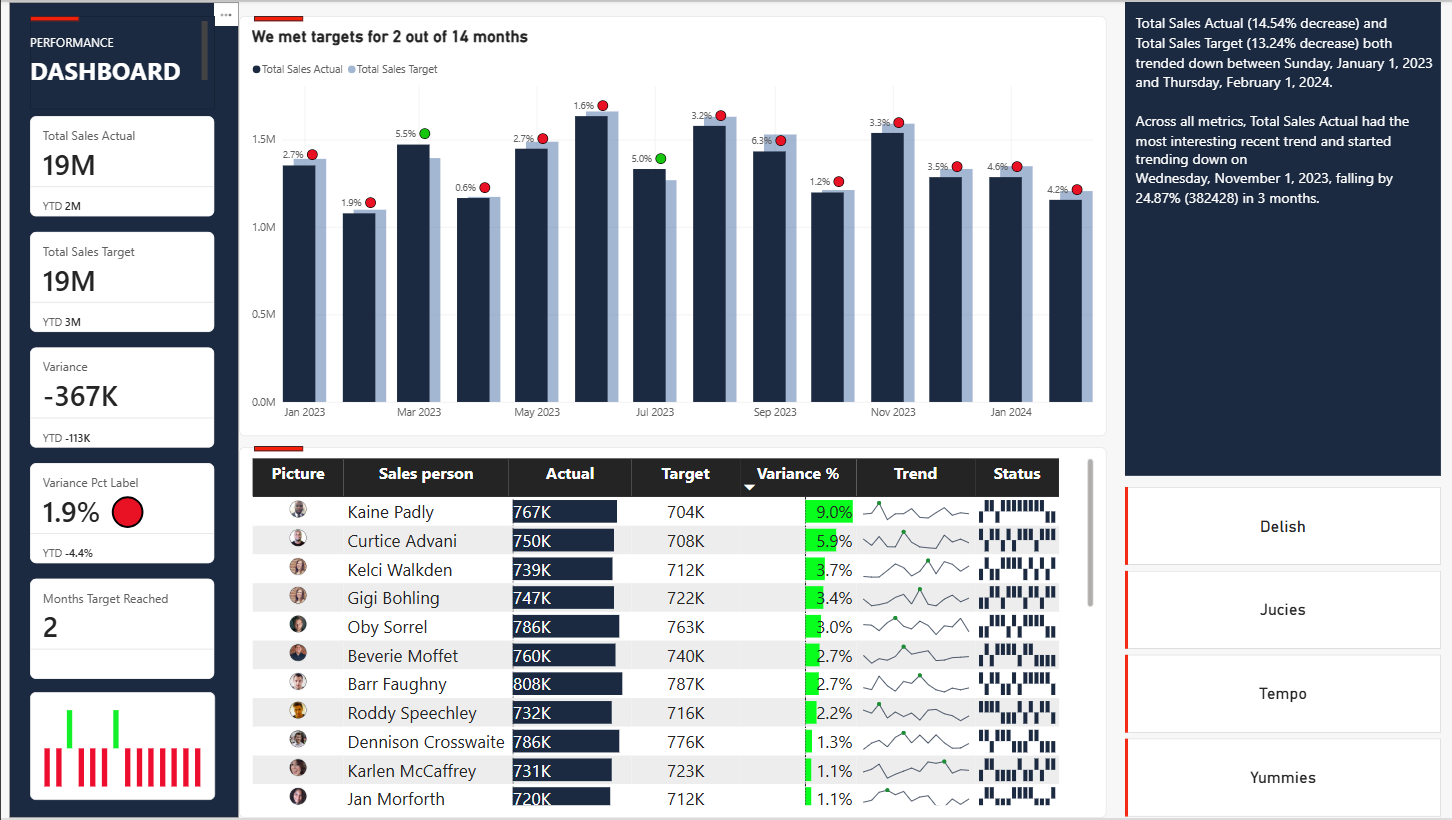 PERFORMANCE
DASHBOARD
Total Sales Actual
19M
YTD 2M
Total Sales Target
19M
YTD 3M
Variance
-367K
YTD -113K
Variance Pct Label
1.9%
YTD -4.4%
Months Target Reached
2
We met targets for 2 out of 14 months
Total Sales Actual Total Sales Target
1.5M
1.0M
0.5M
0.0M
2.7%
1.9%
5.5%
0.6%
2.7%
1.6%
5.0%
3.2%
6.3%
1.2%
3.3%
3.5%
4.6%
4.2%
Jan 2023 Mar 2023 May 2023 Jul 2023 Sep 2023 Nov 2023 Jan 2024
Picture Sales person Actual Target Variance % Trend Status
Kaine Padly 767K 704K 9.0%
Curtice Advani 750K 708K 5.9%
Kelci Walkden 739K 712K 3.7%
Gigi Bohling 747K 722K 3.4%
Oby Sorrel 786K 763K 3.0%
Beverie Moffet 760K 740K 2.7%
Barr Faughny 808K 787K 2.7%
Roddy Speechley 732K 716K 2.2%
Dennison Crosswaite 786K 776K 1.3%
Karlen McCaffrey 731K 723K 1.1%
Jan Morforth 720K 712K 1.1%
Total Sales Actual (14.54% decrease) and
Total Sales Target (13.24% decrease) both
trended down between Sunday, January 1, 2023
and Thursday, February 1, 2024.
Across all metrics, Total Sales Actual had the
most interesting recent trend and started
trending down on
Wednesday, November 1, 2023, falling by
24.87% (382428) in 3 months.
Delish
Jucies
Tempo
Yummies